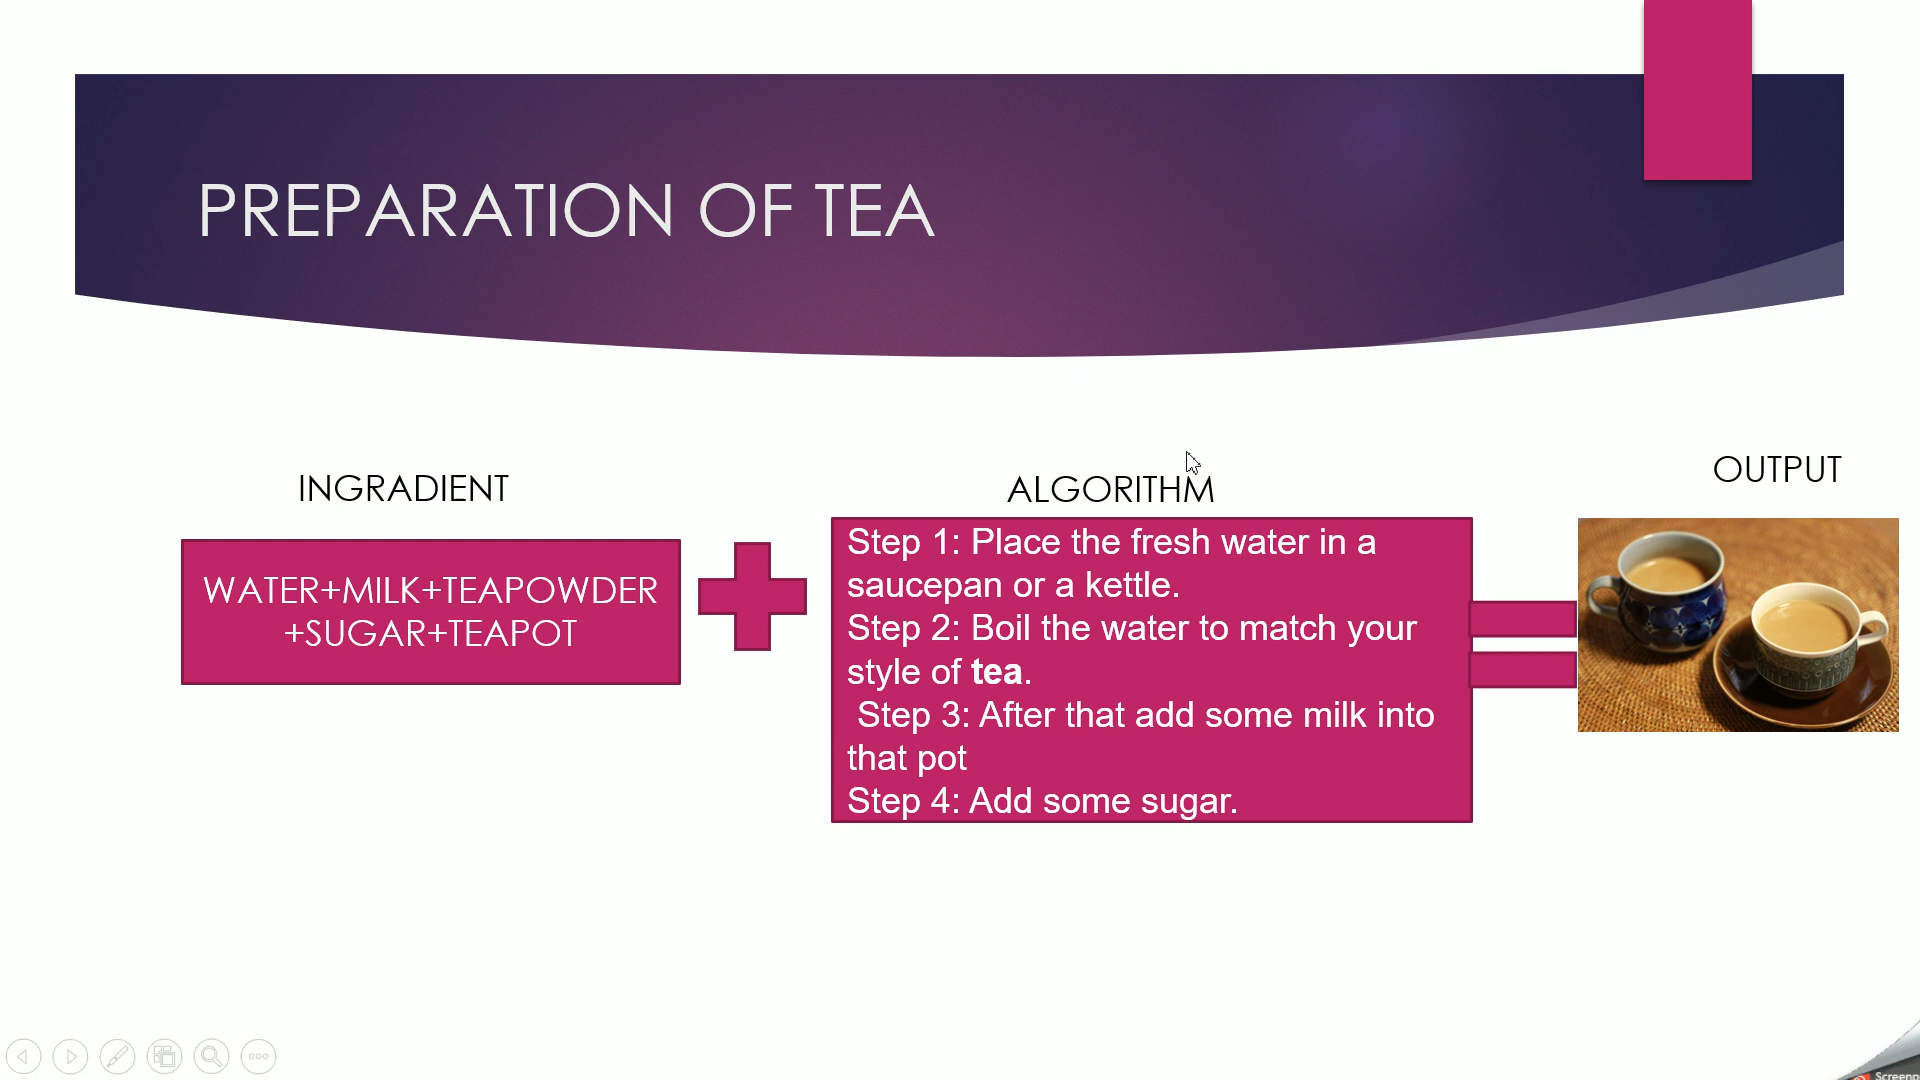 PREPARATION OF TEA
INGRADIENT
WATER+MILK+TEAPOWDER
+SUGAR+TEAPOT
ALGORITHM
Step 1: Place the fresh water in a
saucepan or a kettle.
Step 2: Boil the water to match your
style of tea.
Step 3: After that add some milk into
that pot
Step 4: Add some sugar.
OUTPUT